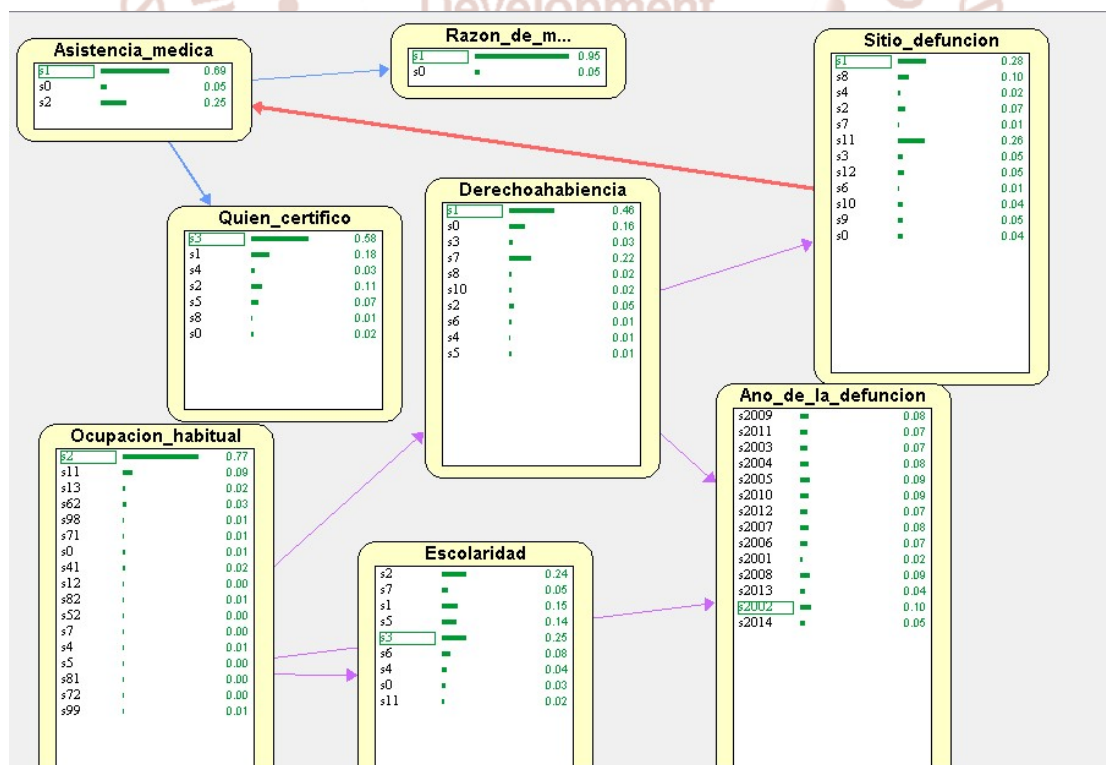 Development
Asistencia_medica
s1 0.69
s0 0.05
s2 0.25
Razon_de_m...
s1 0.95
s0 0.05
Sitio_defuncion
s1 0.28
s8 0.10
s4 0.02
s2 0.07
s7 0.01
s11 0.26
s3 0.05
s12 0.05
s6 0.01
s10 0.04
s9 0.05
s0 0.04
Quien_certifico
s3 0.58
s1 0.18
s4 0.03
s2 0.11
s5 0.07
s8 0.01
s0 0.02
Derechoahabiencia
s1 0.46
s0 0.16
s3 0.03
s7 0.22
s8 0.02
s10 0.02
s2 0.05
s6 0.01
s4 0.01
s5 0.01
Ocupacion_habitual
s2 0.77
s11 0.09
s13 0.02
s62 0.03
s98 0.01
s71 0.01
s0 0.01
s41 0.02
s12 0.00
s82 0.01
s52 0.00
s7 0.00
s4 0.01
s5 0.00
s81 0.00
s72 0.00
s99 0.01
Escolaridad
s2 0.24
s7 0.05
s1 0.15
s5 0.14
s3 0.25
s6 0.08
s4 0.04
s0 0.03
s11 0.02
Ano_de_la_defuncion
s2009 0.08
s2011 0.07
s2003 0.07
s2004 0.08
s2005 0.09
s2010 0.09
s2012 0.07
s2007 0.08
s2006 0.07
s2001 0.02
s2008 0.09
s2013 0.04
s2002 0.10
s2014 0.05